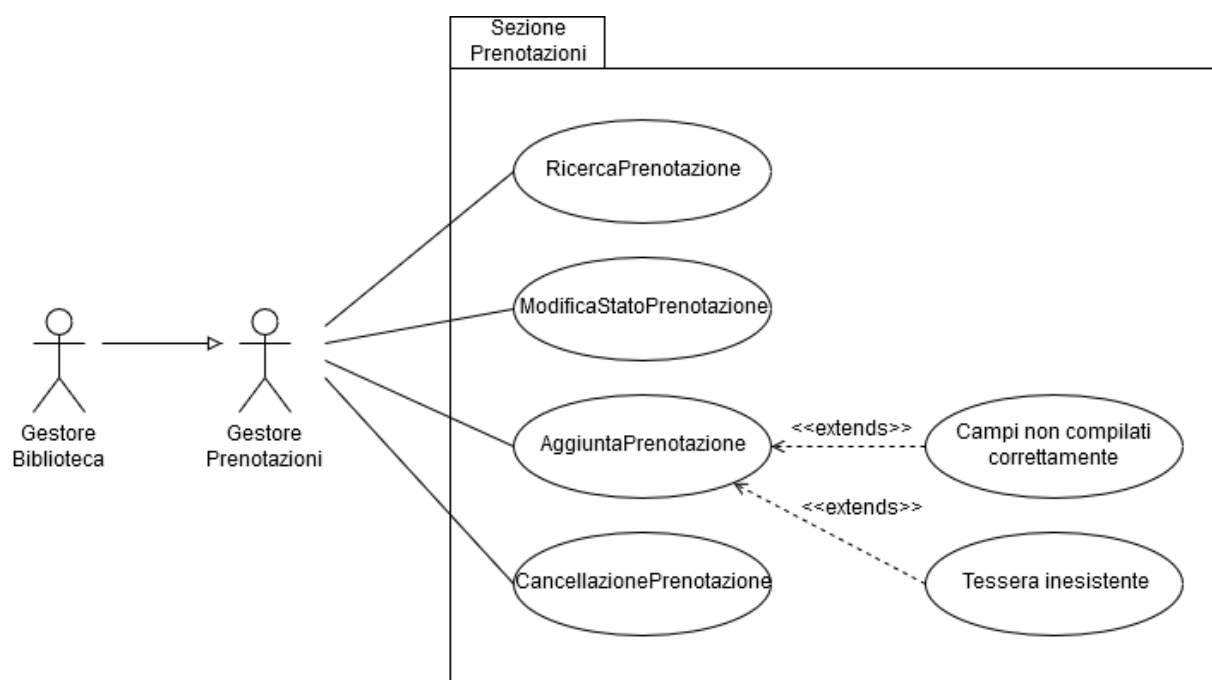 Sezione
Prenotazioni
RicercaPrenotazione
ModificaStatoPrenotazione
Gestore
Biblioteca
Gestore
Prenotazioni
AggiuntaPrenotazione
<<extends>>
Campi non compilati
correttamente
<<extends>>
CancellazionePrenotazione
Tessera inesistente